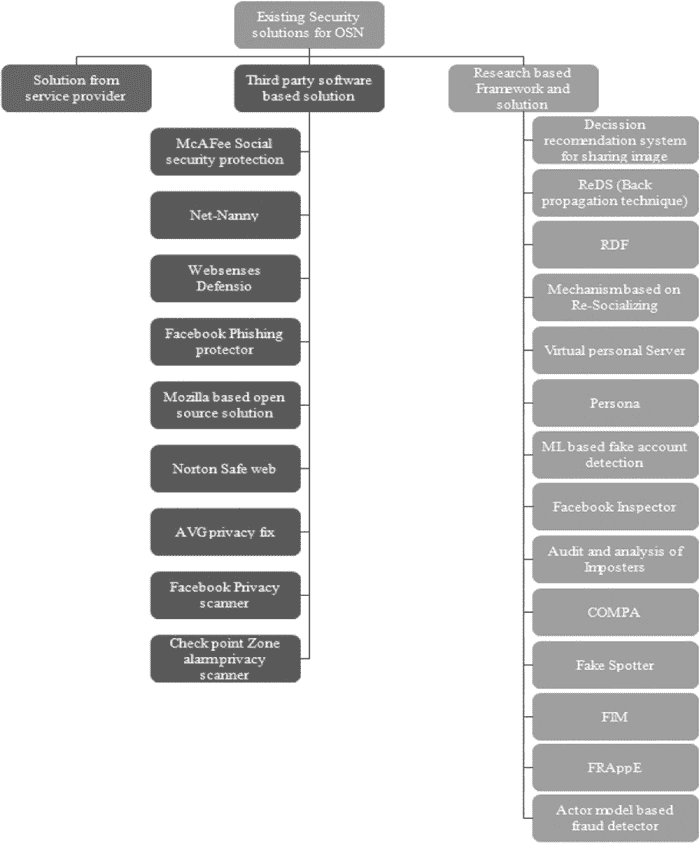 Existing Security
solutions for OSN
Solution from
service provider
Third party software
based solution
Research based
Framework and
solution
McAFee Social
security protection
Net-Nanny
Websenses
Defensio
Facebook Phishing
protector
Mozilla based open
source solution
Norton Safe web
AVG privacy fix
Facebook Privacy
scanner
Check point Zone
alarm privacy
scanner
Decission
recomendation system
for sharing image
ReDS (Back
propagation technique)
RDF
Mechanism based on
Re-Socializing
Virtual personal Server
Persona
ML based fake account
detection
Facebook Inspector
Audit and analysis of
Imposters
COMPA
Fake Spotter
FIM
FRAppE
Actor model based
fraud detector